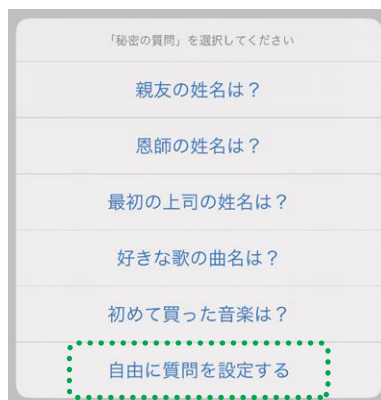 「秘密の質問」を選択してください
親友の姓名は？
恩師の姓名は？
最初の上司の姓名は？
好きな歌の曲名は？
初めて買った音楽は？
自由に質問を設定する